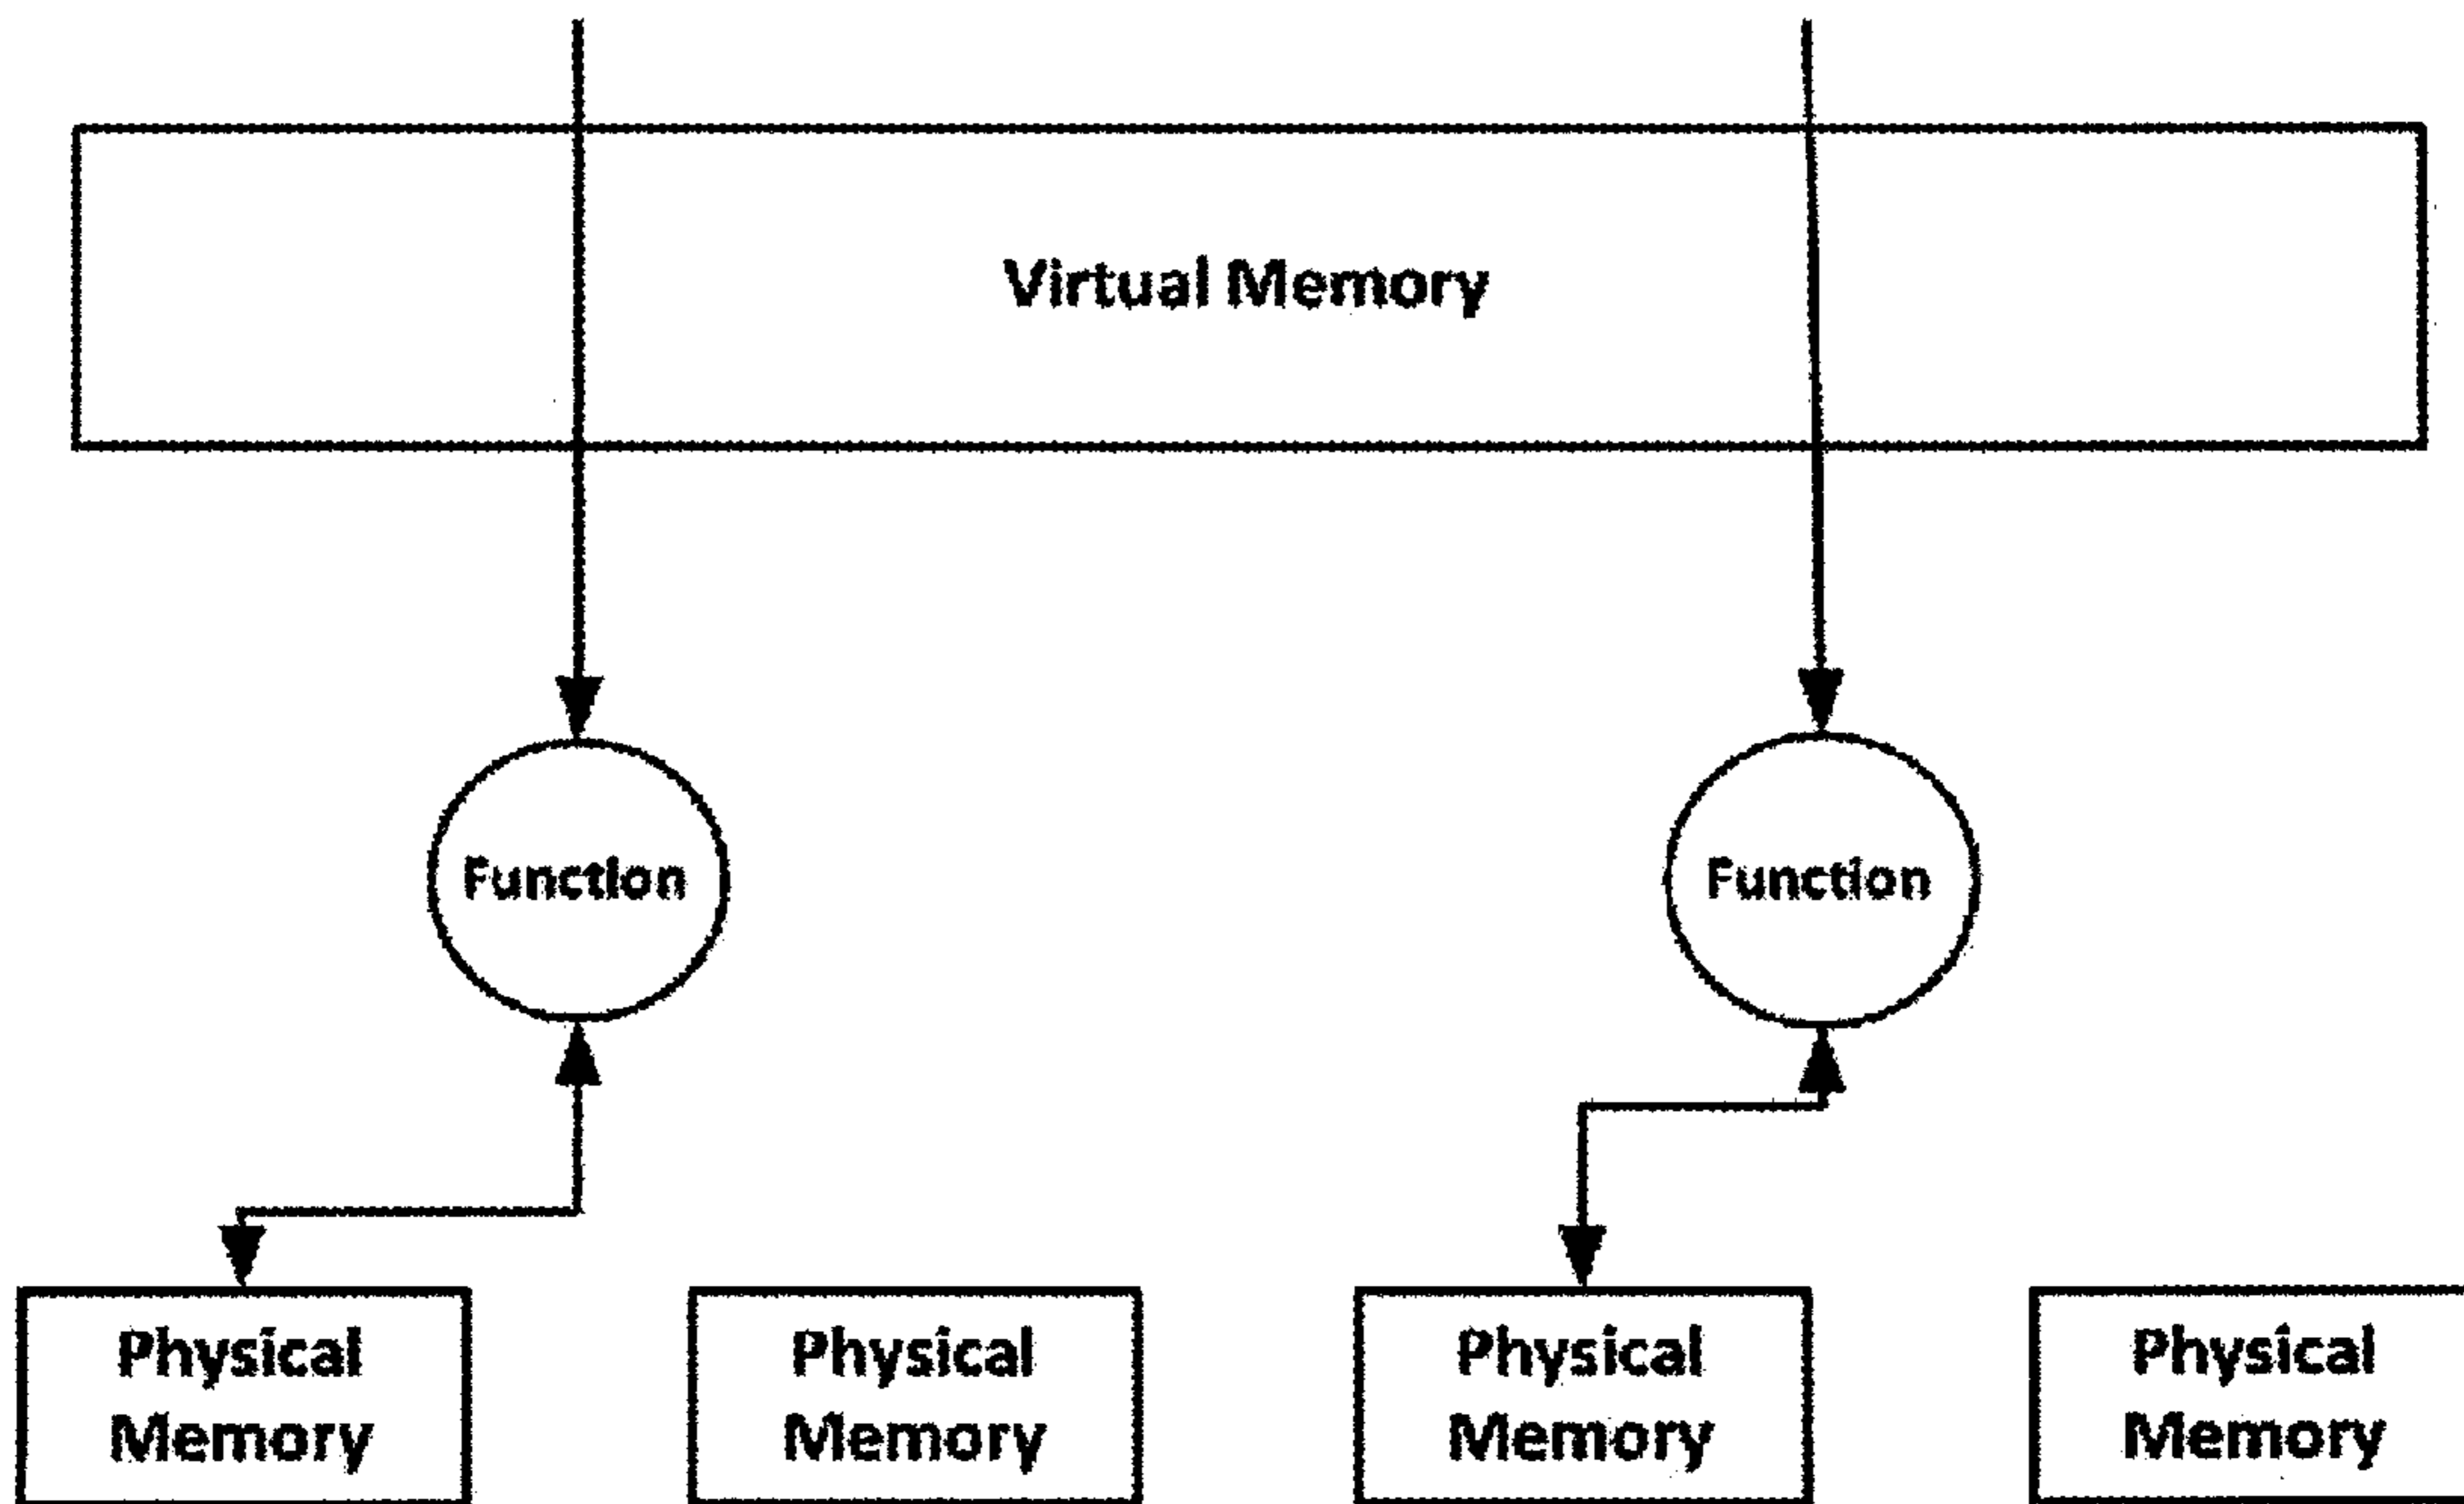 Virtual Memory
Function
Function
Physical
Memory
Physical
Memory
Physical
Memory
Physical
Memory